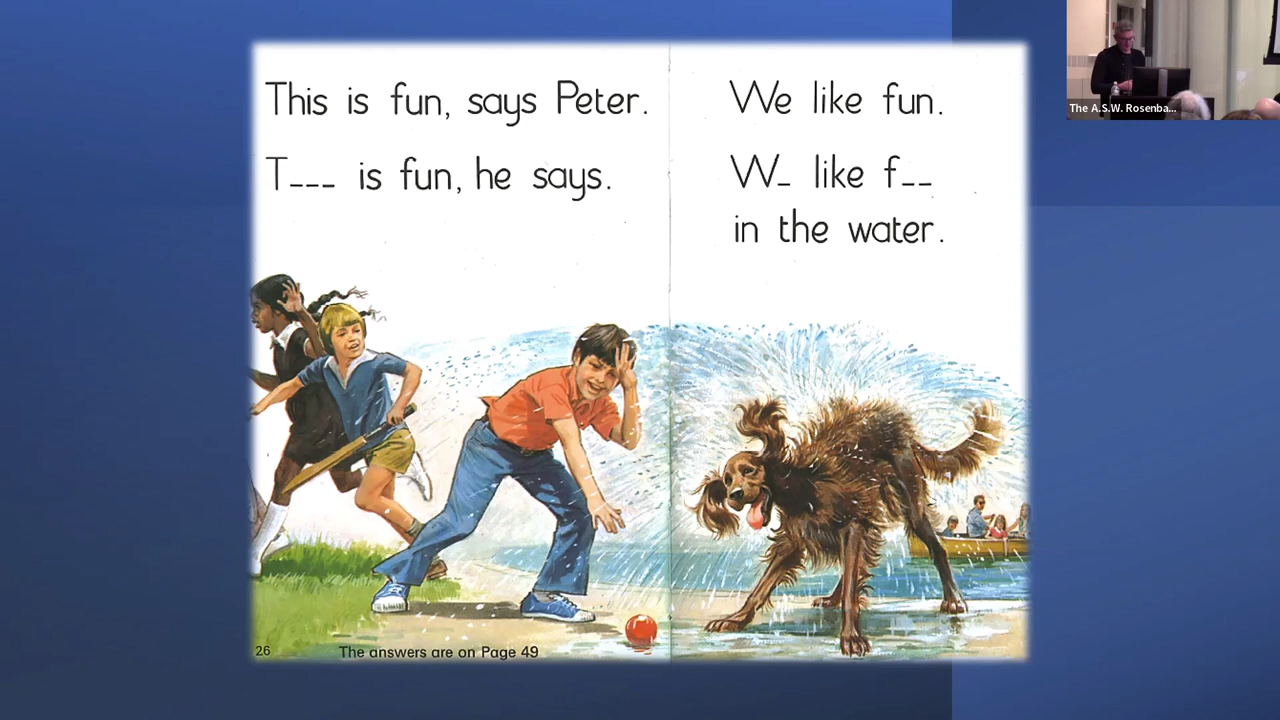 This is fun, says Peter.
T___ is fun, he says.
26
The answers are on Page 49
We like fun.
W_ like f__
in the water.
The A.S.W. Rosenba...